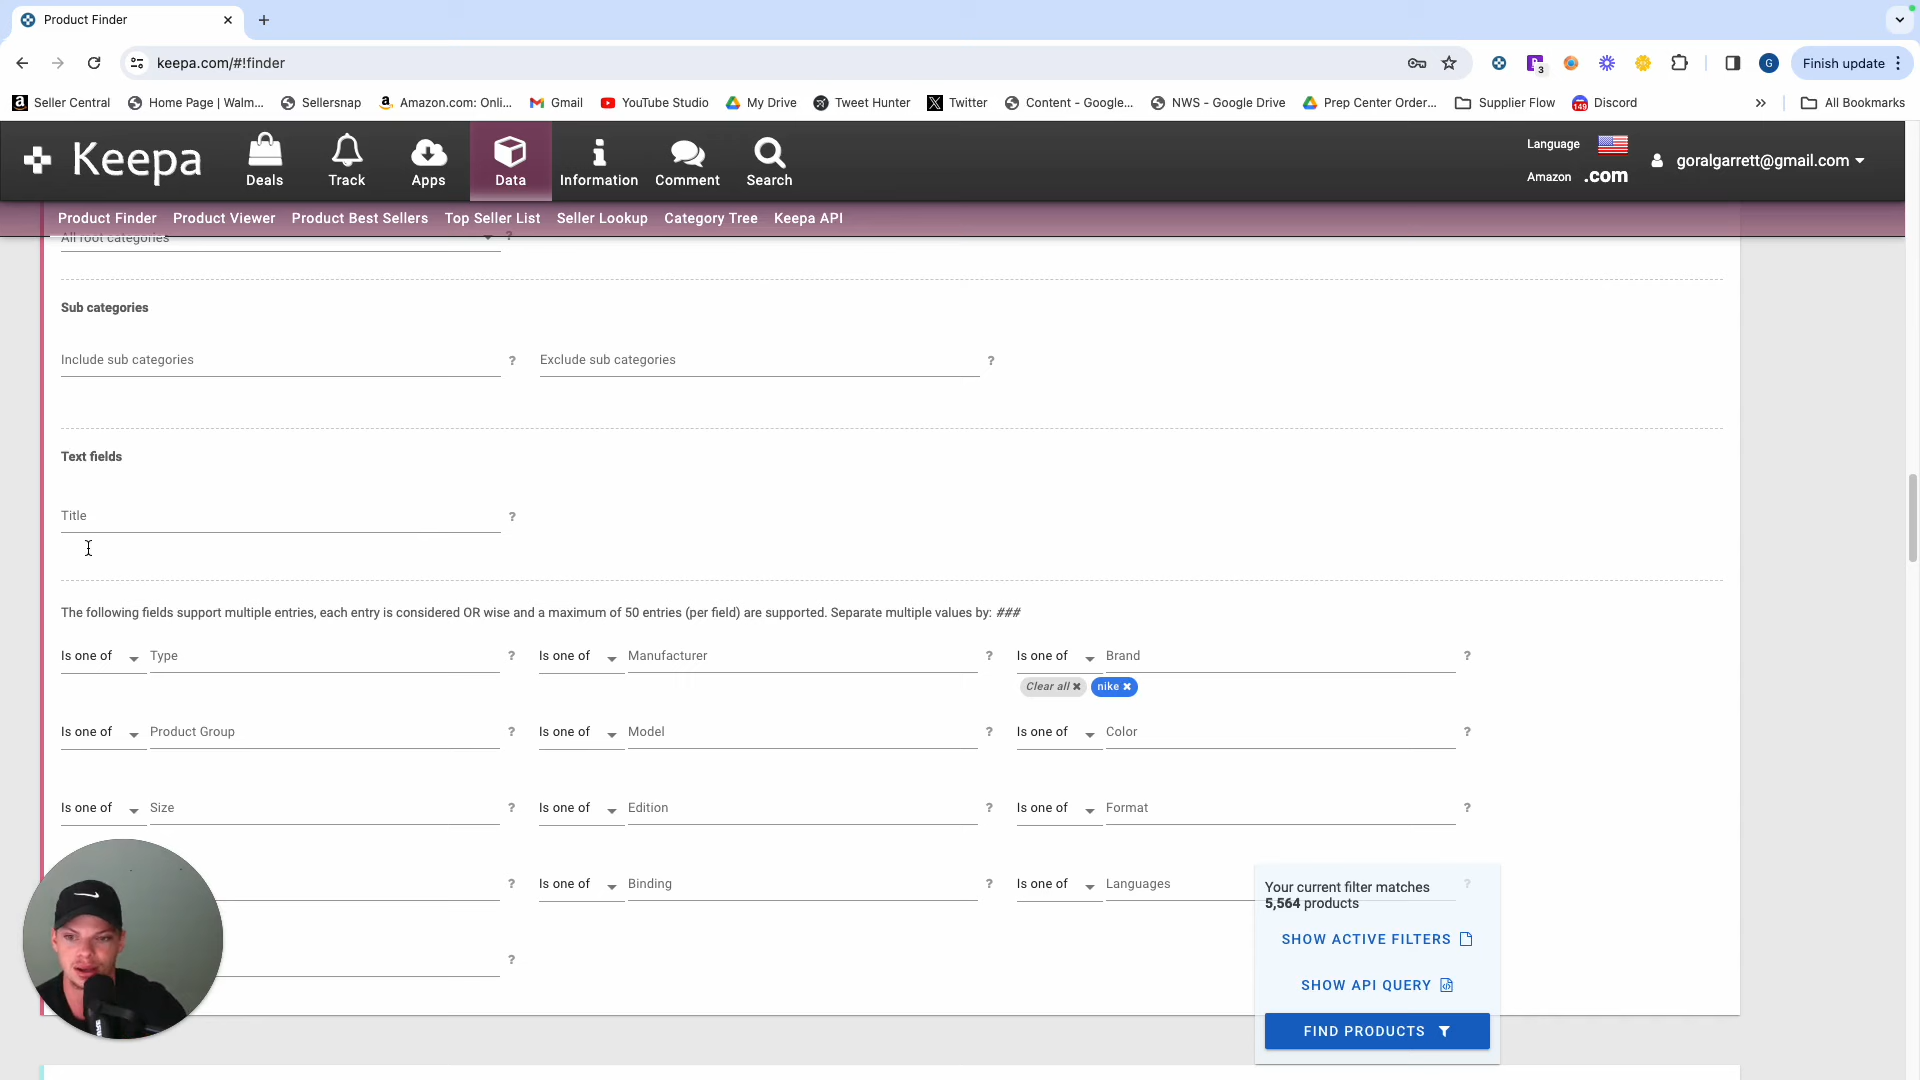 Product Finder
keepa.com/#!finder
3
G
Finish update
Seller Central
Home Page | Walm...
Sellersnap
Amazon.com: Onli...
Gmail
YouTube Studio
My Drive
Tweet Hunter
Twitter
Content - Google...
NWS - Google Drive
Prep Center Order...
Supplier Flow
149
Discord
»
All Bookmarks
Keepa
Deals
Track
Apps
Data
Information
Comment
Search
Language
Amazon .com
goralgarrett@gmail.com
Product Finder
Product Viewer
Product Best Sellers
Top Seller List
Seller Lookup
Category Tree
Keepa API
All root categories ?
Sub categories
Include sub categories ?
Exclude sub categories ?
Text fields
Title ?
The following fields support multiple entries, each entry is considered OR wise and a maximum of 50 entries (per field) are supported. Separate multiple values by: ###
Is one of Type ?
Is one of Manufacturer ?
Is one of Brand ?
Clear all ×
nike ×
Is one of Product Group ?
Is one of Model ?
Is one of Color ?
Is one of Size ?
Is one of Edition ?
Is one of Format ?
?
Is one of Binding ?
Is one of Languages ?
?
Your current filter matches
5,564 products
SHOW ACTIVE FILTERS
SHOW API QUERY
FIND PRODUCTS